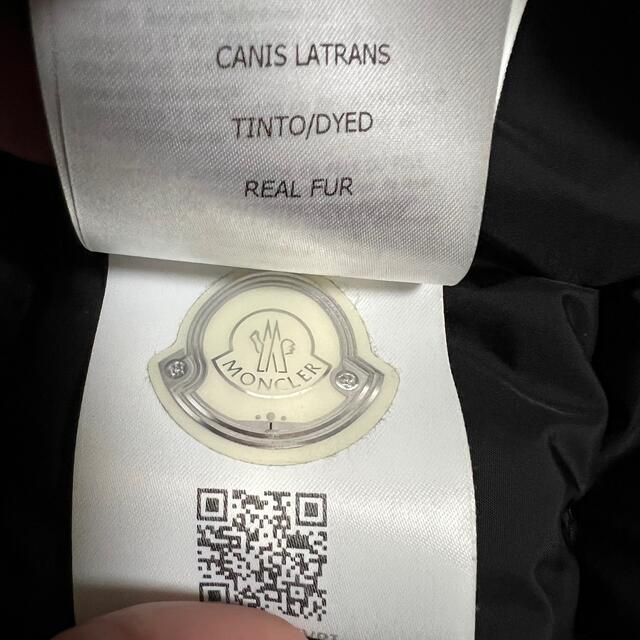 CANIS LATRANS
TINTO/DYED
REAL FUR
MONCLER